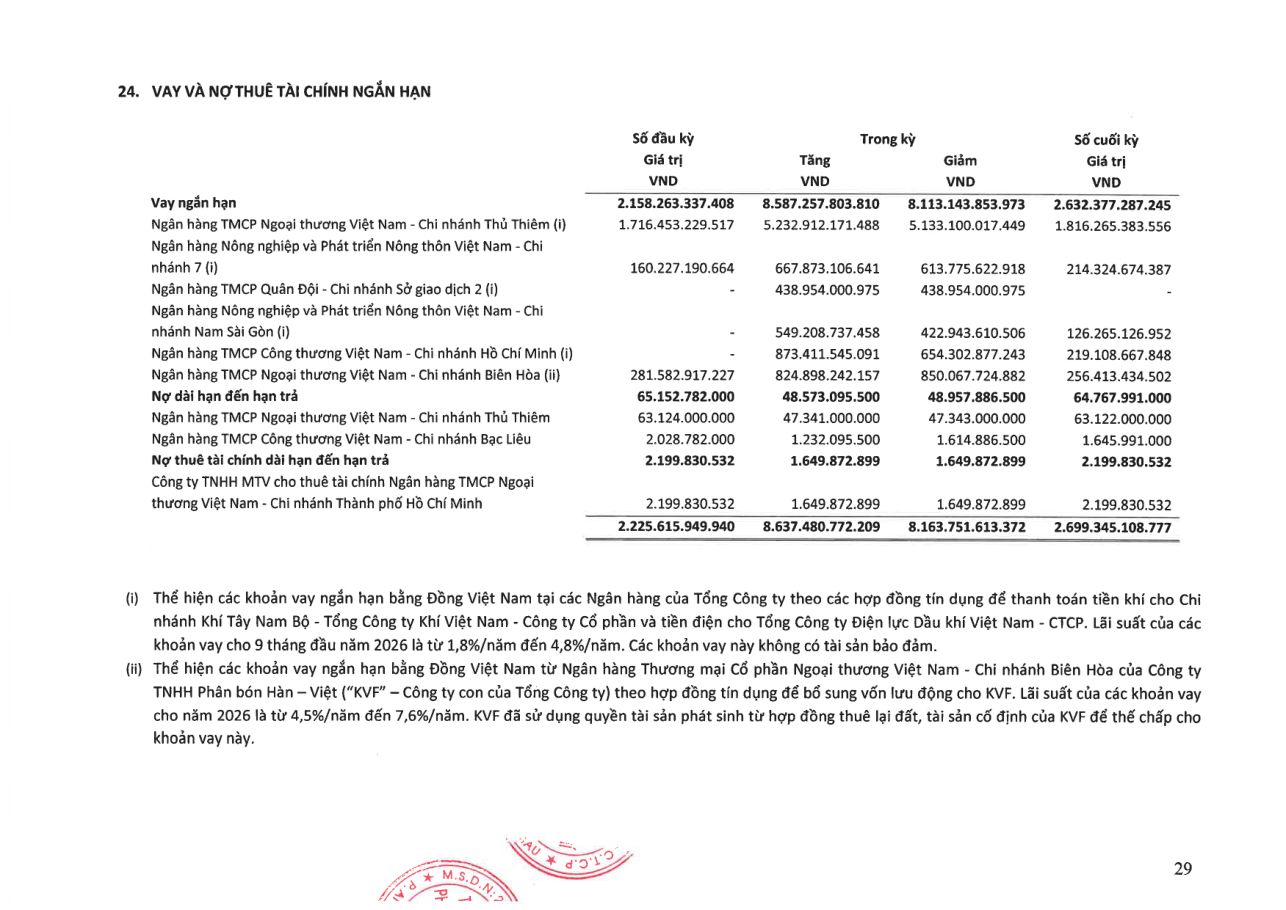 24. VAY VÀ NỢ THUÊ TÀI CHÍNH NGẮN HẠN
Số đầu kỳ Trong kỳ Số cuối kỳ
Giá trị Tăng Giảm Giá trị
VND VND VND VND
Vay ngắn hạn 2.158.263.337.408 8.587.257.803.810 8.113.143.853.973 2.632.377.287.245
Ngân hàng TMCP Ngoại thương Việt Nam - Chi nhánh Thủ Thiêm (i) 1.716.453.229.517 5.232.912.171.488 5.133.100.017.449 1.816.265.383.556
Ngân hàng Nông nghiệp và Phát triển Nông thôn Việt Nam - Chi
nhánh 7 (i) 160.227.190.664 667.873.106.641 613.775.622.918 214.324.674.387
Ngân hàng TMCP Quân Đội - Chi nhánh Sở giao dịch 2 (i) - 438.954.000.975 438.954.000.975 -
Ngân hàng Nông nghiệp và Phát triển Nông thôn Việt Nam - Chi
nhánh Nam Sài Gòn (i) - 549.208.737.458 422.943.610.506 126.265.126.952
Ngân hàng TMCP Công thương Việt Nam - Chi nhánh Hồ Chí Minh (i) - 873.411.545.091 654.302.877.243 219.108.667.848
Ngân hàng TMCP Ngoại thương Việt Nam - Chi nhánh Biên Hòa (ii) 281.582.917.227 824.898.242.157 850.067.724.882 256.413.434.502
Nợ dài hạn đến hạn trả 65.152.782.000 48.573.095.500 48.957.886.500 64.767.991.000
Ngân hàng TMCP Ngoại thương Việt Nam - Chi nhánh Thủ Thiêm 63.124.000.000 47.341.000.000 47.343.000.000 63.122.000.000
Ngân hàng TMCP Công thương Việt Nam - Chi nhánh Bạc Liêu 2.028.782.000 1.232.095.500 1.614.886.500 1.645.991.000
Nợ thuê tài chính dài hạn đến hạn trả 2.199.830.532 1.649.872.899 1.649.872.899 2.199.830.532
Công ty TNHH MTV cho thuê tài chính Ngân hàng TMCP Ngoại
thương Việt Nam - Chi nhánh Thành phố Hồ Chí Minh 2.199.830.532 1.649.872.899 1.649.872.899 2.199.830.532
2.225.615.949.940 8.637.480.772.209 8.163.751.613.372 2.699.345.108.777
(i) Thể hiện các khoản vay ngắn hạn bằng Đồng Việt Nam tại các Ngân hàng của Tổng Công ty theo các hợp đồng tín dụng để thanh toán tiền khí cho Chi
nhánh Khí Tây Nam Bộ - Tổng Công ty Khí Việt Nam - Công ty Cổ phần và tiền điện cho Tổng Công ty Điện lực Dầu khí Việt Nam - CTCP. Lãi suất của các
khoản vay cho 9 tháng đầu năm 2026 là từ 1,8%/năm đến 4,8%/năm. Các khoản vay này không có tài sản bảo đảm.
(ii) Thể hiện các khoản vay ngắn hạn bằng Đồng Việt Nam từ Ngân hàng Thương mại Cổ phần Ngoại thương Việt Nam - Chi nhánh Biên Hòa của Công ty
TNHH Phân bón Hàn – Việt (“KVF” – Công ty con của Tổng Công ty) theo hợp đồng tín dụng để bổ sung vốn lưu động cho KVF. Lãi suất của các khoản vay
cho năm 2026 là từ 4,5%/năm đến 7,6%/năm. KVF đã sử dụng quyền tài sản phát sinh từ hợp đồng thuê lại đất, tài sản cố định của KVF để thế chấp cho
khoản vay này.
C.T.C.P
M.S.D.N:
29